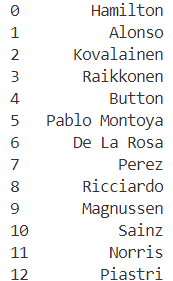 0 Hamilton
1 Alonso
2 Kovalainen
3 Raikkonen
4 Button
5 Pablo Montoya
6 De La Rosa
7 Perez
8 Ricciardo
9 Magnussen
10 Sainz
11 Norris
12 Piastri